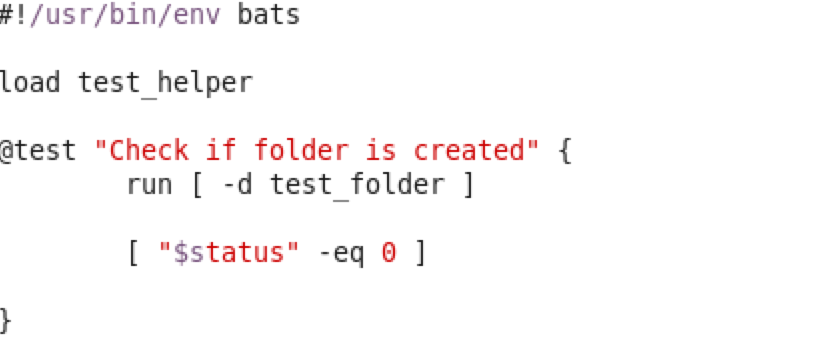 #!/usr/bin/env bats
load test_helper
@test "Check if folder is created" {
run [ -d test_folder ]
[ "$status" -eq 0 ]
}